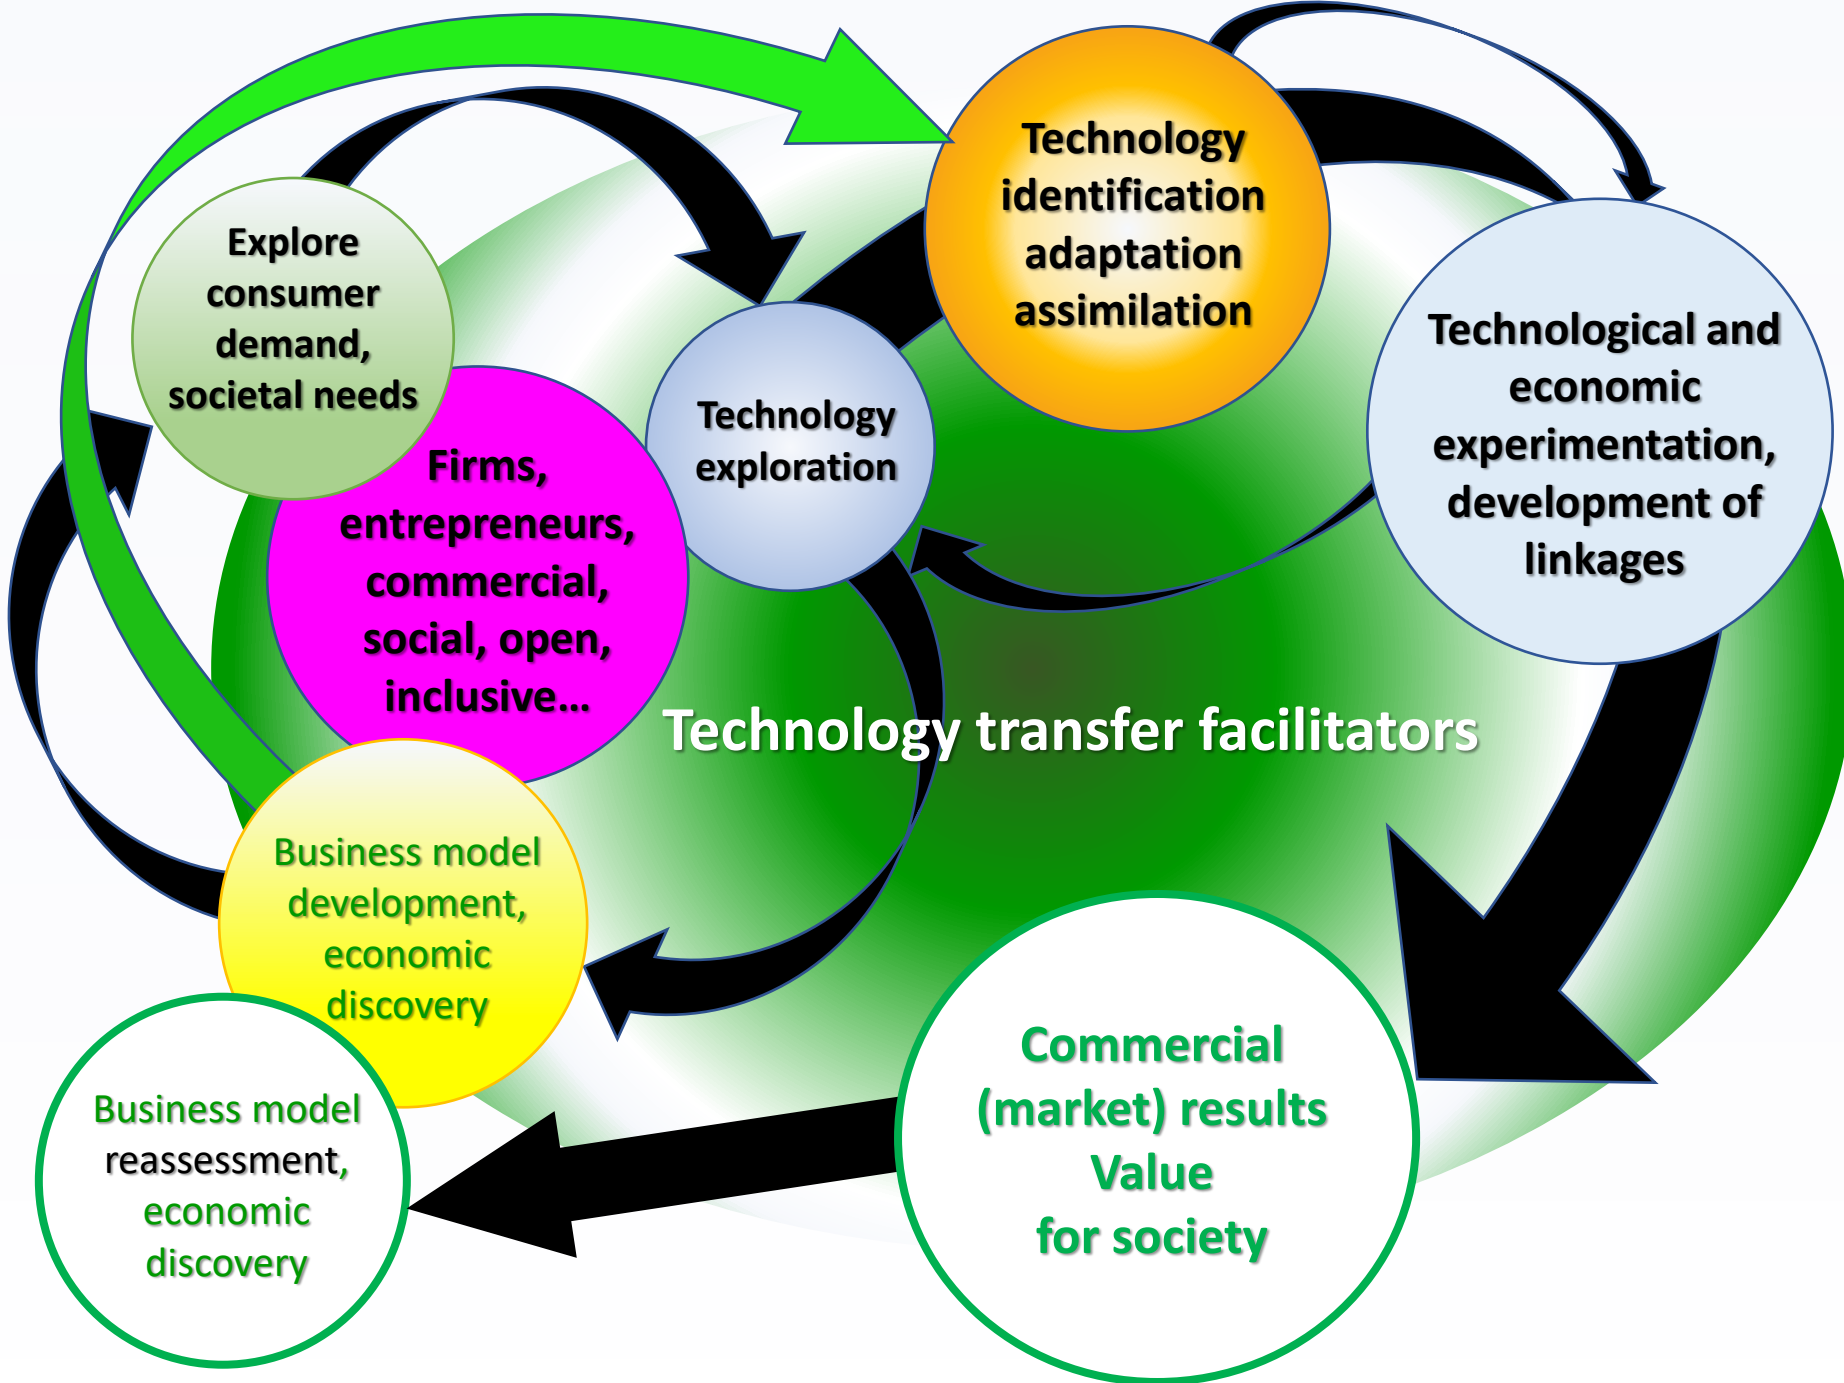 Technology
identification
adaptation
assimilation
Explore
consumer
demand,
societal needs
Technological and
economic
experimentation,
development of
linkages
Technology
exploration
Firms,
entrepreneurs,
commercial,
social, open,
inclusive...
Technology transfer facilitators
Business model
development,
economic
discovery
Commercial
(market) results
Value
for society
Business model
reassessment,
economic
discovery